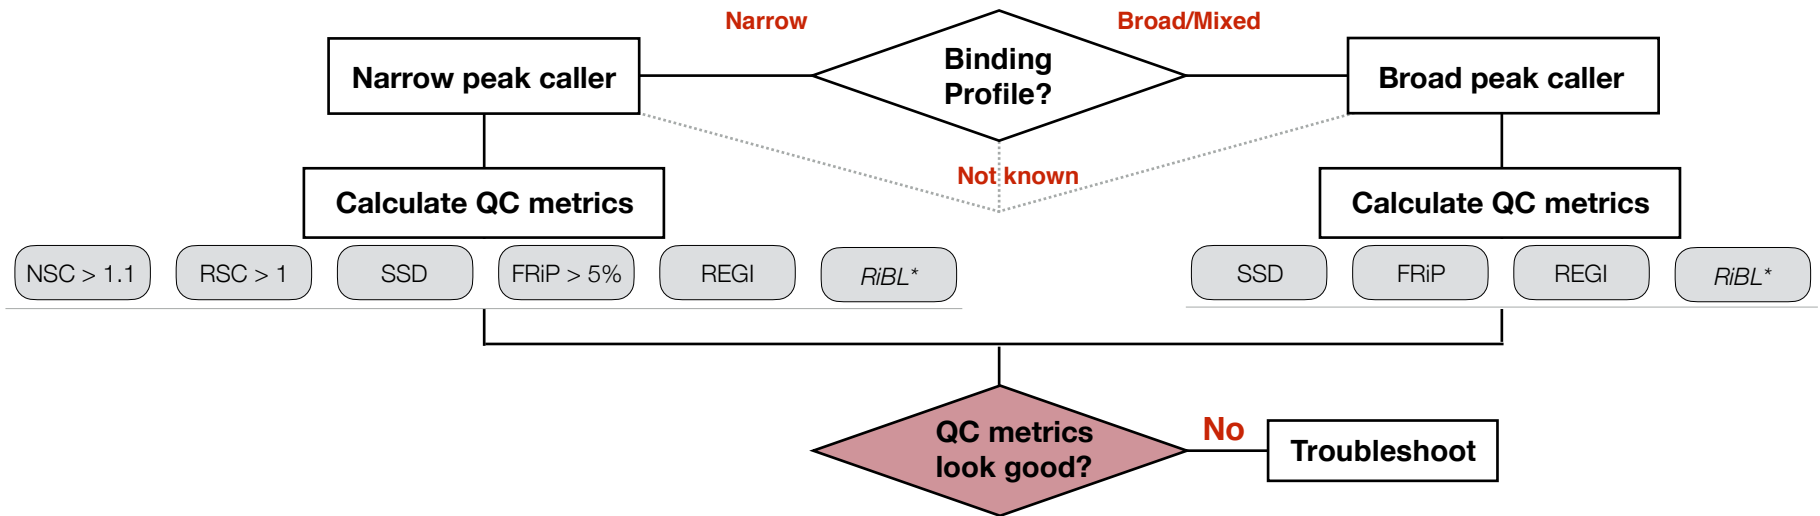 Narrow
Broad/Mixed
Narrow peak caller
Binding
Profile?
Broad peak caller
Not known
Calculate QC metrics
Calculate QC metrics
NSC > 1.1
RSC > 1
SSD
FRiP > 5%
REGI
RiBL*
SSD
FRiP
REGI
RiBL*
QC metrics
look good?
No
Troubleshoot